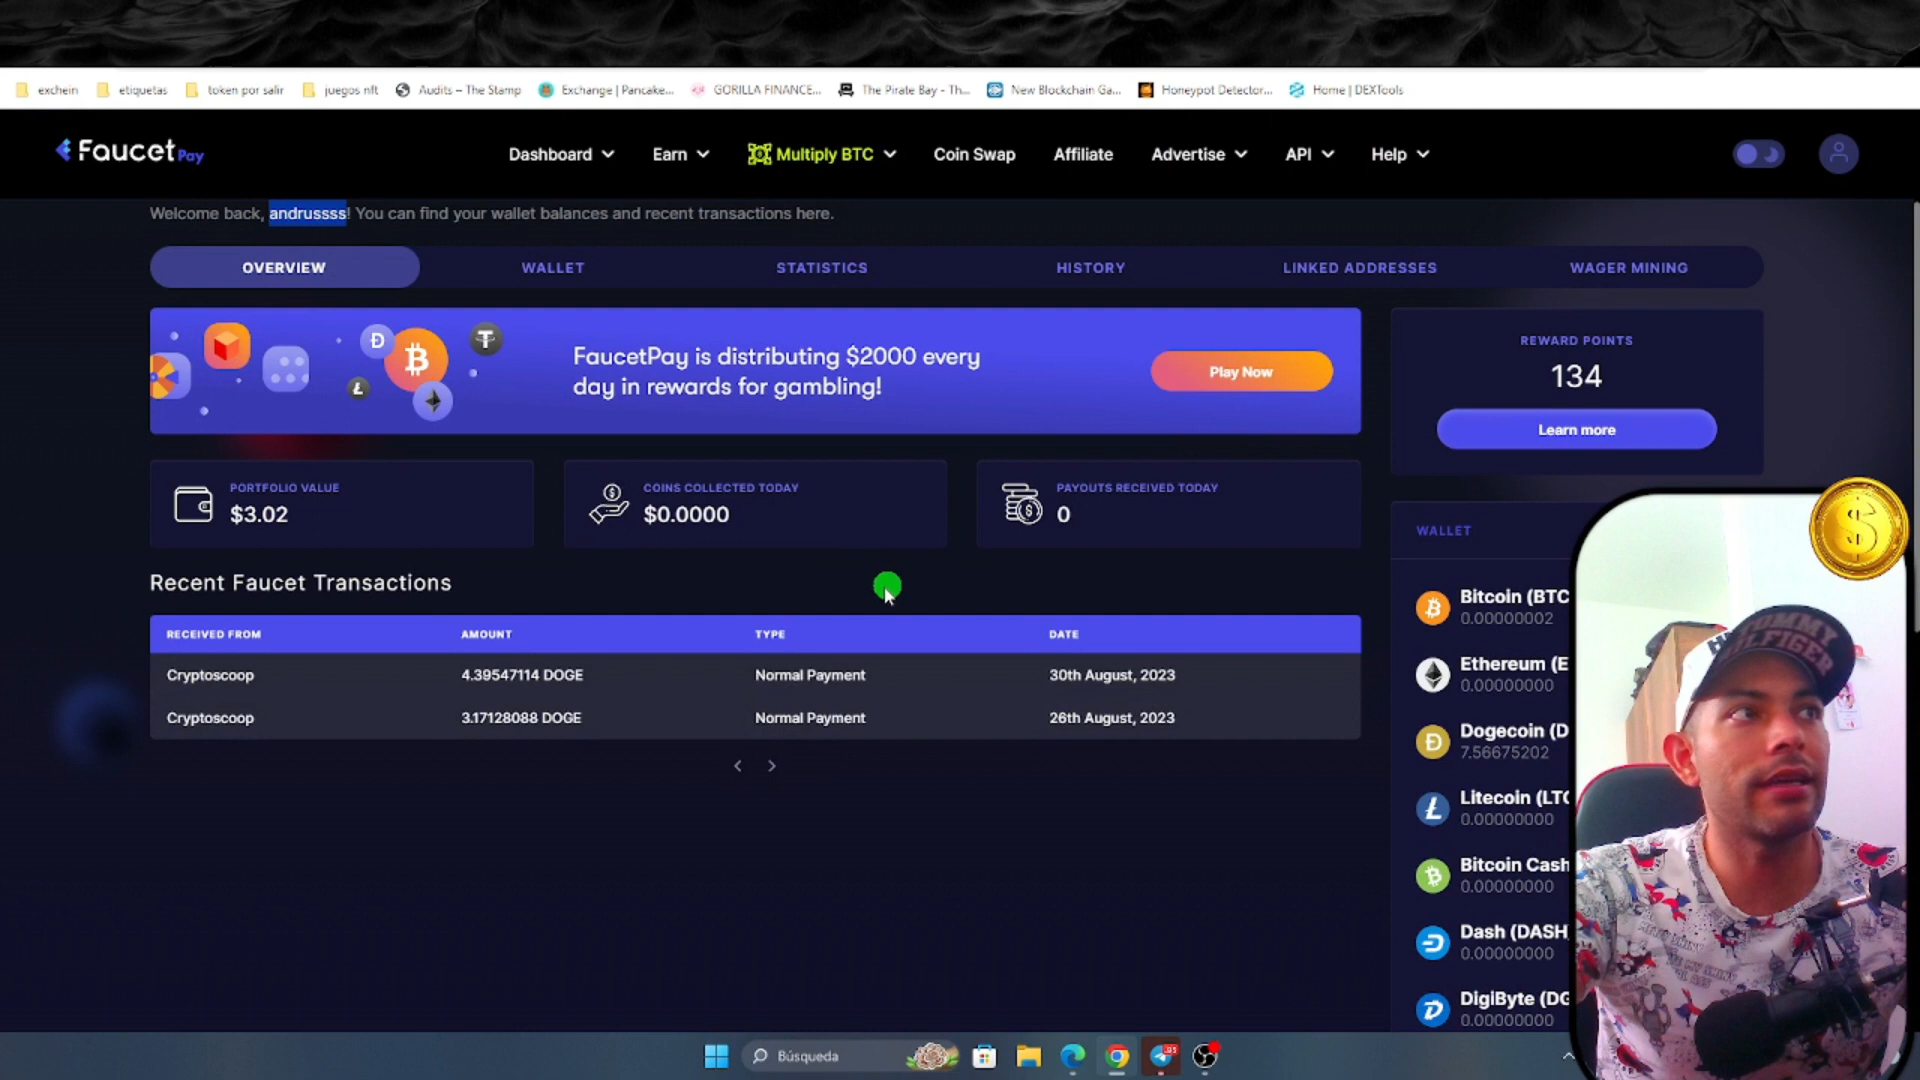 exchein etiquetas token por salir juegos nft Audits – The Stamp Exchange | Pancake... GORILLA FINANCE... The Pirate Bay - Th... New Blockchain Ga... Honeypot Detector... Home | DEXTools
FaucetPay Dashboard Earn Multiply BTC Coin Swap Affiliate Advertise API Help
Welcome back, andrussss! You can find your wallet balances and recent transactions here.
OVERVIEW WALLET STATISTICS HISTORY LINKED ADDRESSES WAGER MINING
FaucetPay is distributing $2000 every
day in rewards for gambling!
Play Now
REWARD POINTS
134
Learn more
PORTFOLIO VALUE
$3.02
COINS COLLECTED TODAY
$0.0000
PAYOUTS RECEIVED TODAY
0
Recent Faucet Transactions
RECEIVED FROM AMOUNT TYPE DATE
Cryptoscoop 4.39547114 DOGE Normal Payment 30th August, 2023
Cryptoscoop 3.17128088 DOGE Normal Payment 26th August, 2023
WALLET
Bitcoin (BTC
0.00000002
Ethereum (E
0.00000000
Dogecoin (D
7.56675202
Litecoin (LTC
0.00000000
Bitcoin Cash
0.00000000
Dash (DASH
0.00000000
DigiByte (DG
0.00000000
TOMMY
HILFIGER
Búsqueda